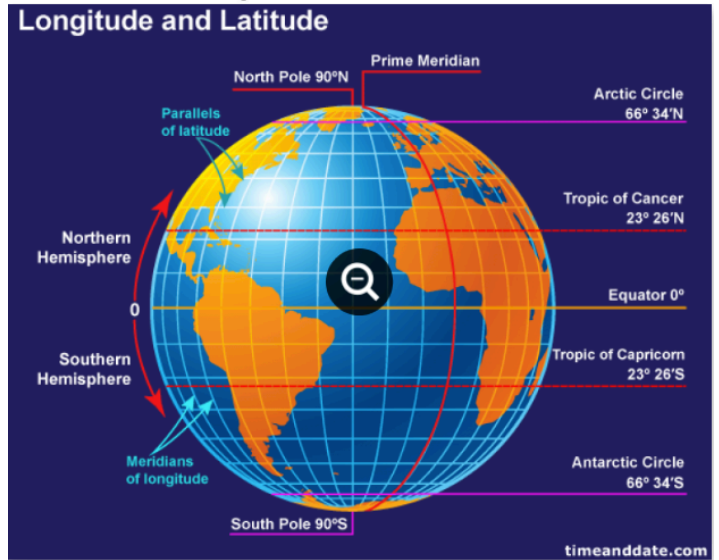 Longitude and Latitude
Prime Meridian
North Pole 90ºN
Arctic Circle
66º 34'N
Parallels
of latitude
Tropic of Cancer
23º 26'N
Northern
Hemisphere
0
Equator 0º
Southern
Hemisphere
Tropic of Capricorn
23º 26'S
Meridians
of longitude
Antarctic Circle
66º 34'S
South Pole 90ºS
timeanddate.com